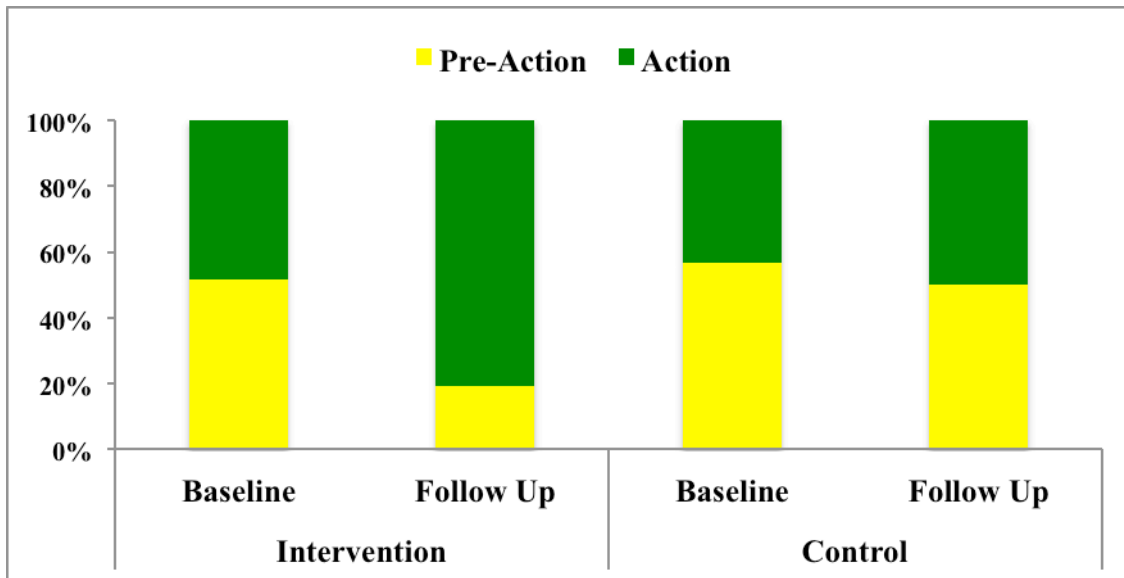 Pre-Action Action
100%
80%
60%
40%
20%
0%
Baseline Follow Up Baseline Follow Up
Intervention Control